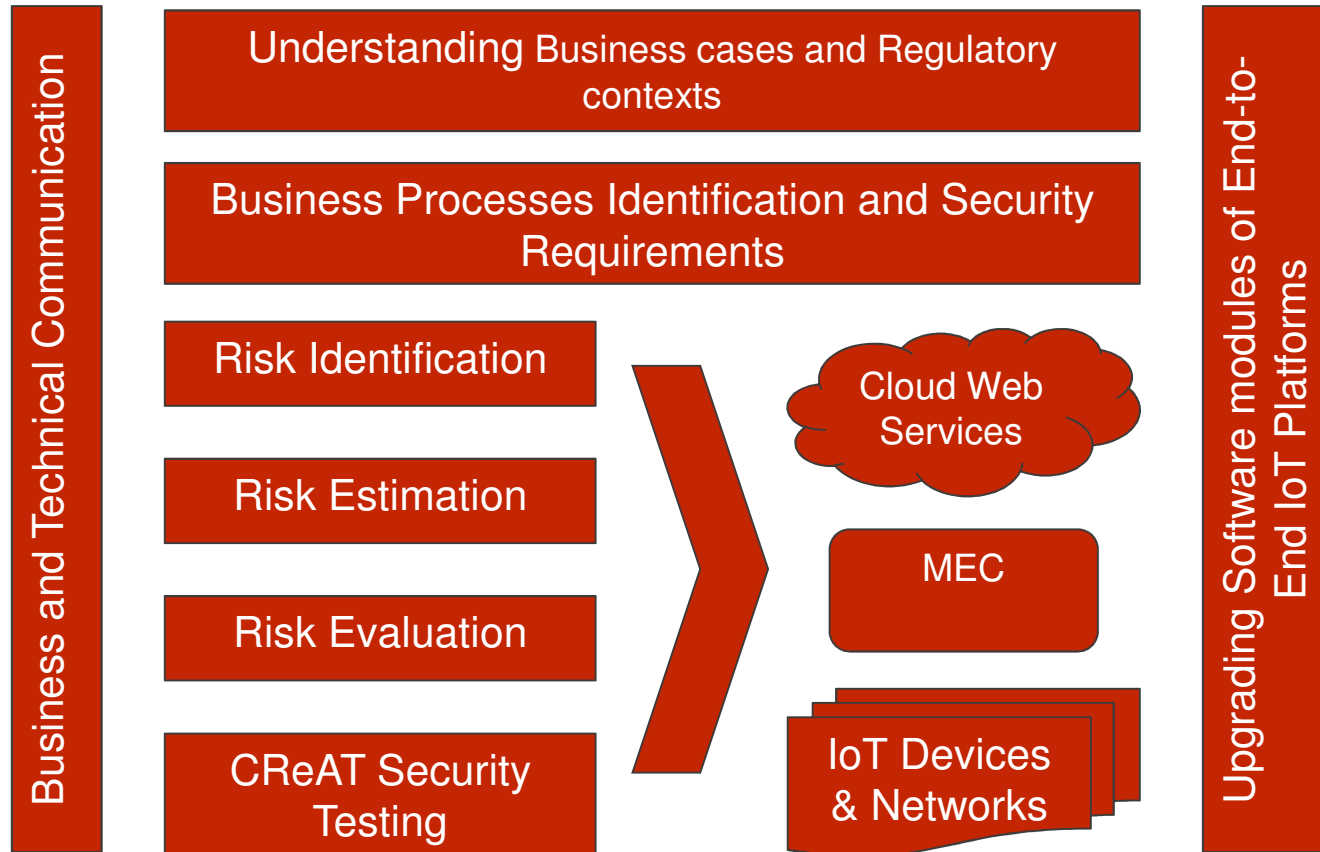 Business and Technical Communication
Understanding Business cases and Regulatory
contexts
Business Processes Identification and Security
Requirements
Risk Identification
Risk Estimation
Risk Evaluation
CReAT Security
Testing
Cloud Web
Services
MEC
IoT Devices
& Networks
Upgrading Software modules of End-to-
End IoT Platforms